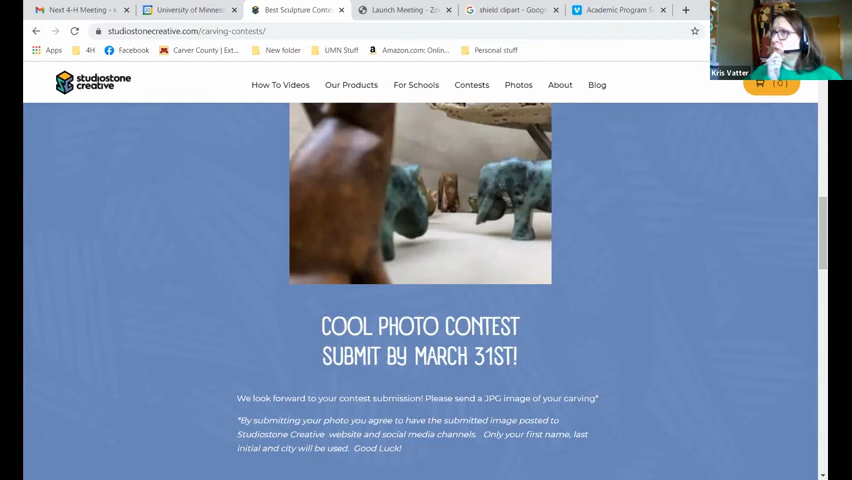 Next 4-H Meeting -
University of Minnes
Best Sculpture Conte
Launch Meeting - Zo
shield clipart - Google
Academic Program S
studiostonecreative.com/carving-contests/
Apps
4H
Facebook
Carver County | Ext...
New folder
UMN Stuff
Amazon.com: Onlin...
Personal stuff
Kris Vatter
studiostone
creative
How To Videos
Our Products
For Schools
Contests
Photos
About
Blog
( 0 )
COOL PHOTO CONTEST
SUBMIT BY MARCH 31ST!
We look forward to your contest submission! Please send a JPG image of your carving*
*By submitting your photo you agree to have the submitted image posted to
Studiostone Creative website and social media channels. Only your first name, last
initial and city will be used. Good Luck!